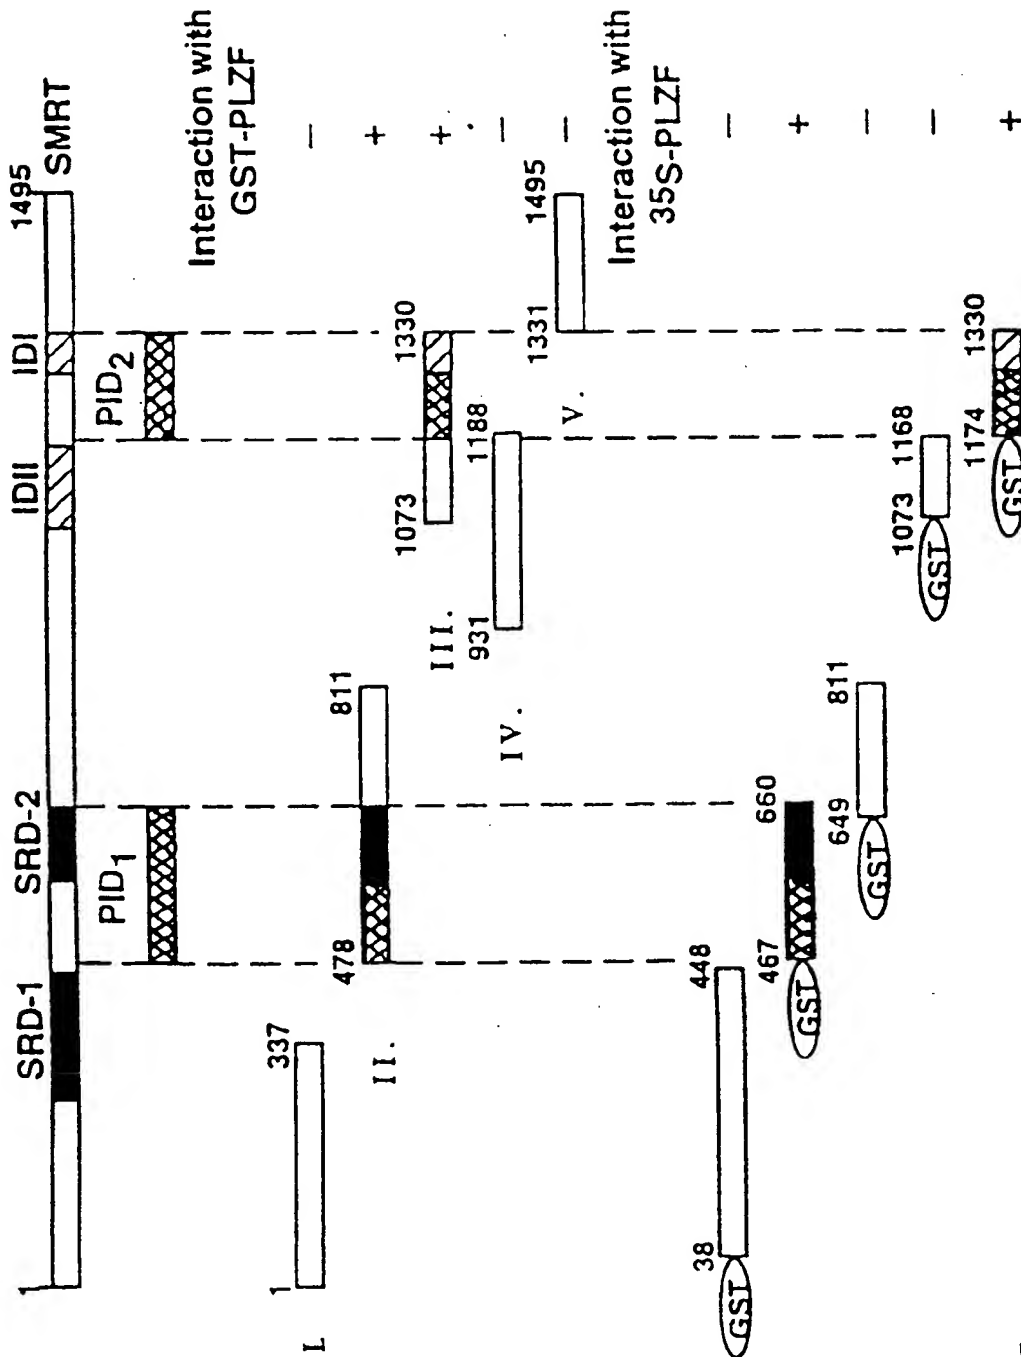 SRD-1 SRD-2 IDII IDI
1 1495 SMRT
PID1 PID2
Interaction with
GST-PLZF
I. 1 337 −
II. 478 811 +
III. 1073 1330 +
IV. 931 1188 −
V. 1331 1495 −
Interaction with
35S-PLZF
GST 38 448 −
GST 467 660 +
GST 649 811 −
GST 1073 1168 −
GST 1174 1330 +